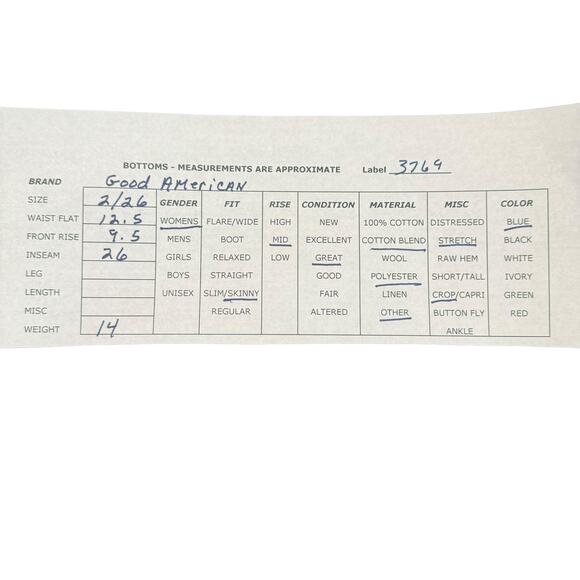 BOTTOMS - MEASUREMENTS ARE APPROXIMATE Label 3769
BRAND Good American
SIZE 2/26 GENDER FIT RISE CONDITION MATERIAL MISC COLOR
WAIST FLAT 12.5 WOMENS FLARE/WIDE HIGH NEW 100% COTTON DISTRESSED BLUE
FRONT RISE 9.5 MENS BOOT MID EXCELLENT COTTON BLEND STRETCH BLACK
INSEAM 26 GIRLS RELAXED LOW GREAT WOOL RAW HEM WHITE
LEG BOYS STRAIGHT GOOD POLYESTER SHORT/TALL IVORY
LENGTH UNISEX SLIM/SKINNY FAIR LINEN CROP/CAPRI GREEN
MISC REGULAR ALTERED OTHER BUTTON FLY RED
WEIGHT 14 ANKLE